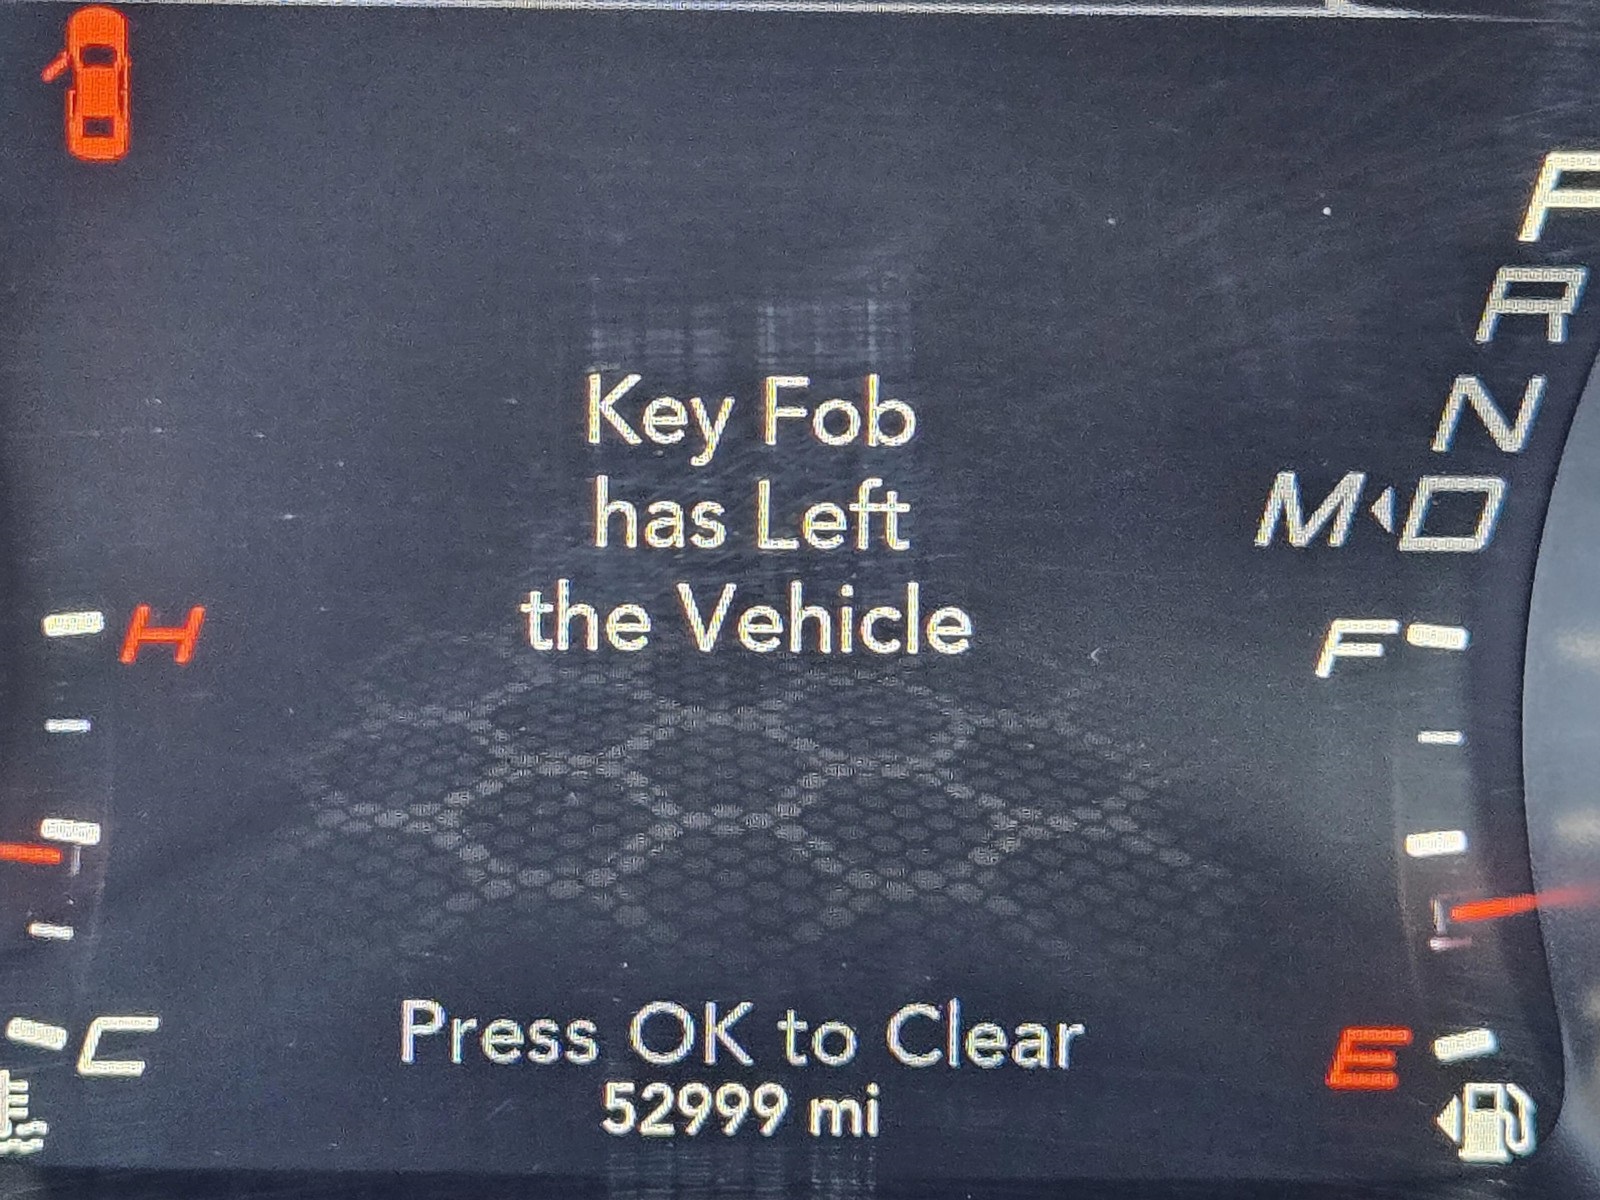 P
R
N
M D
Key Fob
has Left
the Vehicle
H
F
C
E
Press OK to Clear
52999 mi